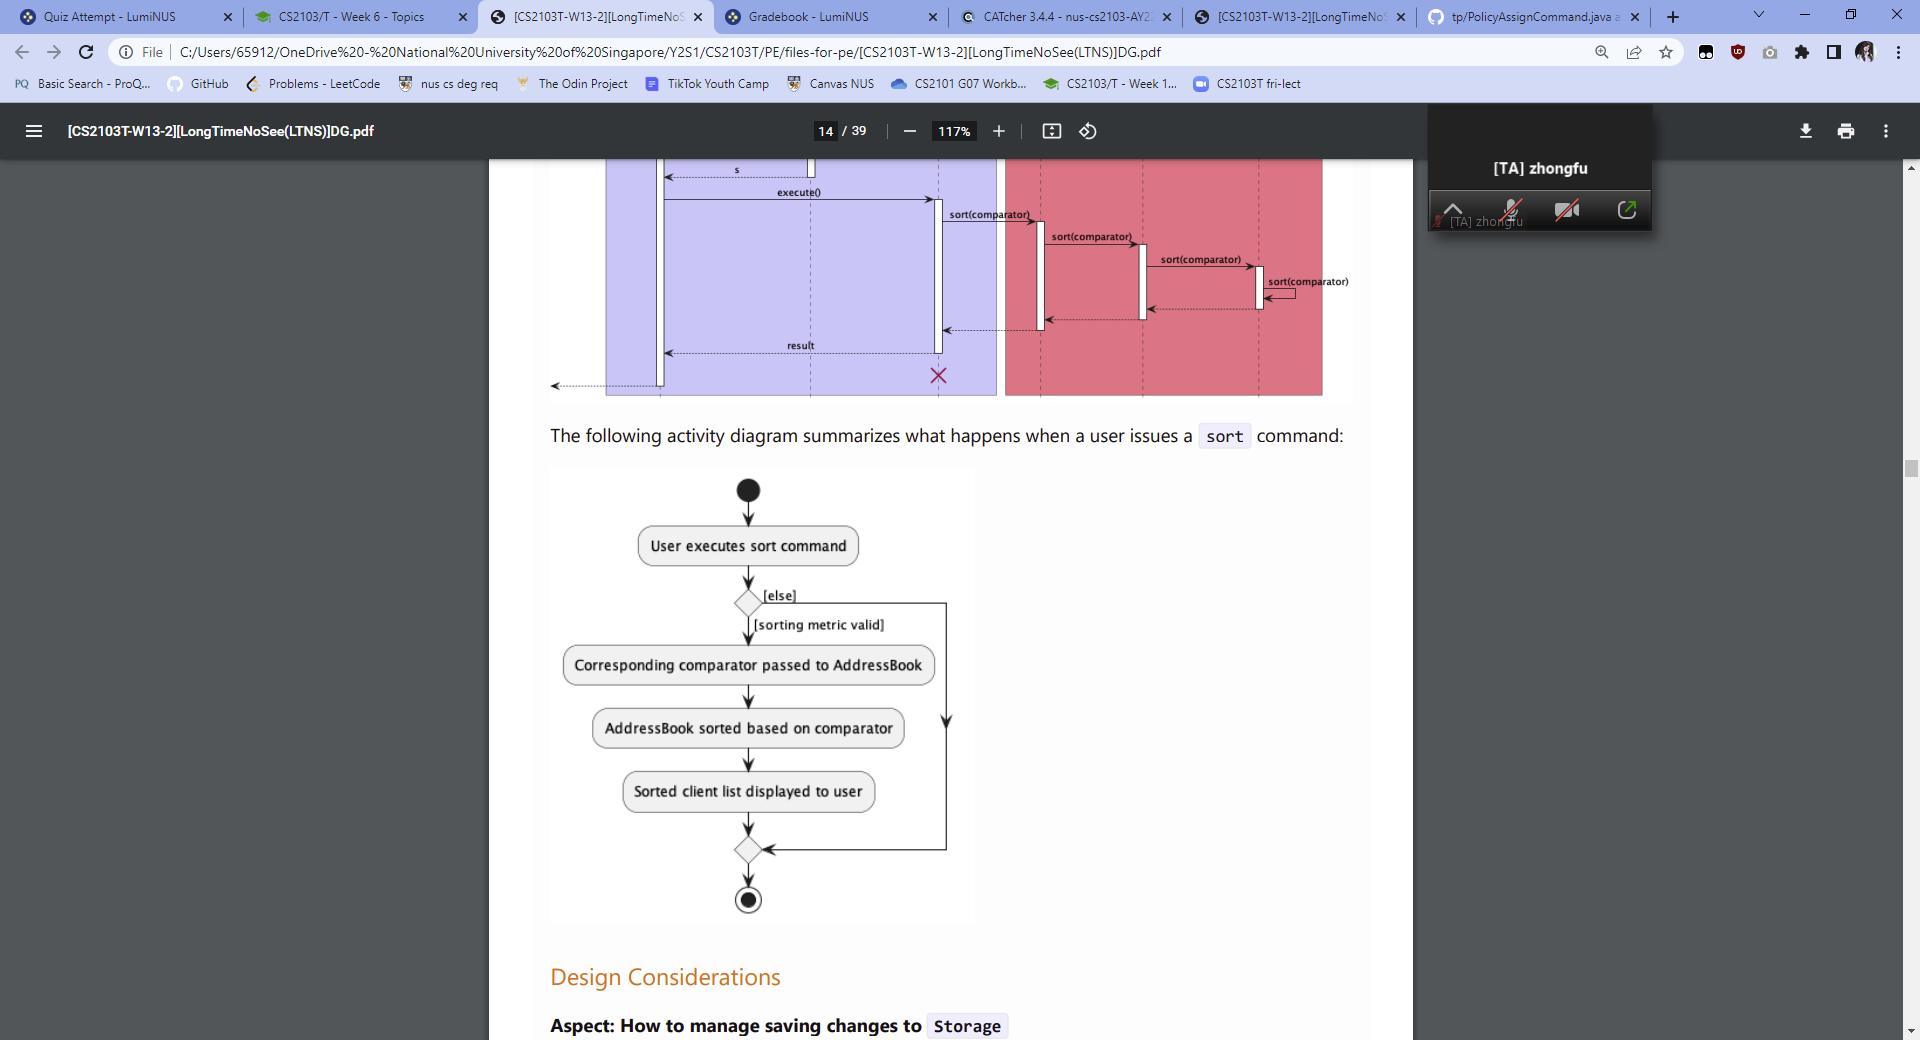 Quiz Attempt - LumiNUS
CS2103/T - Week 6 - Topics
[CS2103T-W13-2][LongTimeNoS
Gradebook - LumiNUS
CATcher 3.4.4 - nus-cs2103-AY22
[CS2103T-W13-2][LongTimeNoS
tp/PolicyAssignCommand.java a
File
C:/Users/65912/OneDrive%20-%20National%20University%20of%20Singapore/Y2S1/CS2103T/PE/files-for-pe/[CS2103T-W13-2][LongTimeNoSee(LTNS)]DG.pdf
PQ Basic Search - ProQ...
GitHub
Problems - LeetCode
nus cs deg req
The Odin Project
TikTok Youth Camp
Canvas NUS
CS2101 G07 Workb...
CS2103/T - Week 1...
CS2103T fri-lect
[CS2103T-W13-2][LongTimeNoSee(LTNS)]DG.pdf
14 / 39
117%
[TA] zhongfu
[TA] zhongfu
s
execute()
sort(comparator)
sort(comparator)
sort(comparator)
sort(comparator)
result
The following activity diagram summarizes what happens when a user issues a sort command:
User executes sort command
[else]
[sorting metric valid]
Corresponding comparator passed to AddressBook
AddressBook sorted based on comparator
Sorted client list displayed to user
Design Considerations
Aspect: How to manage saving changes to Storage